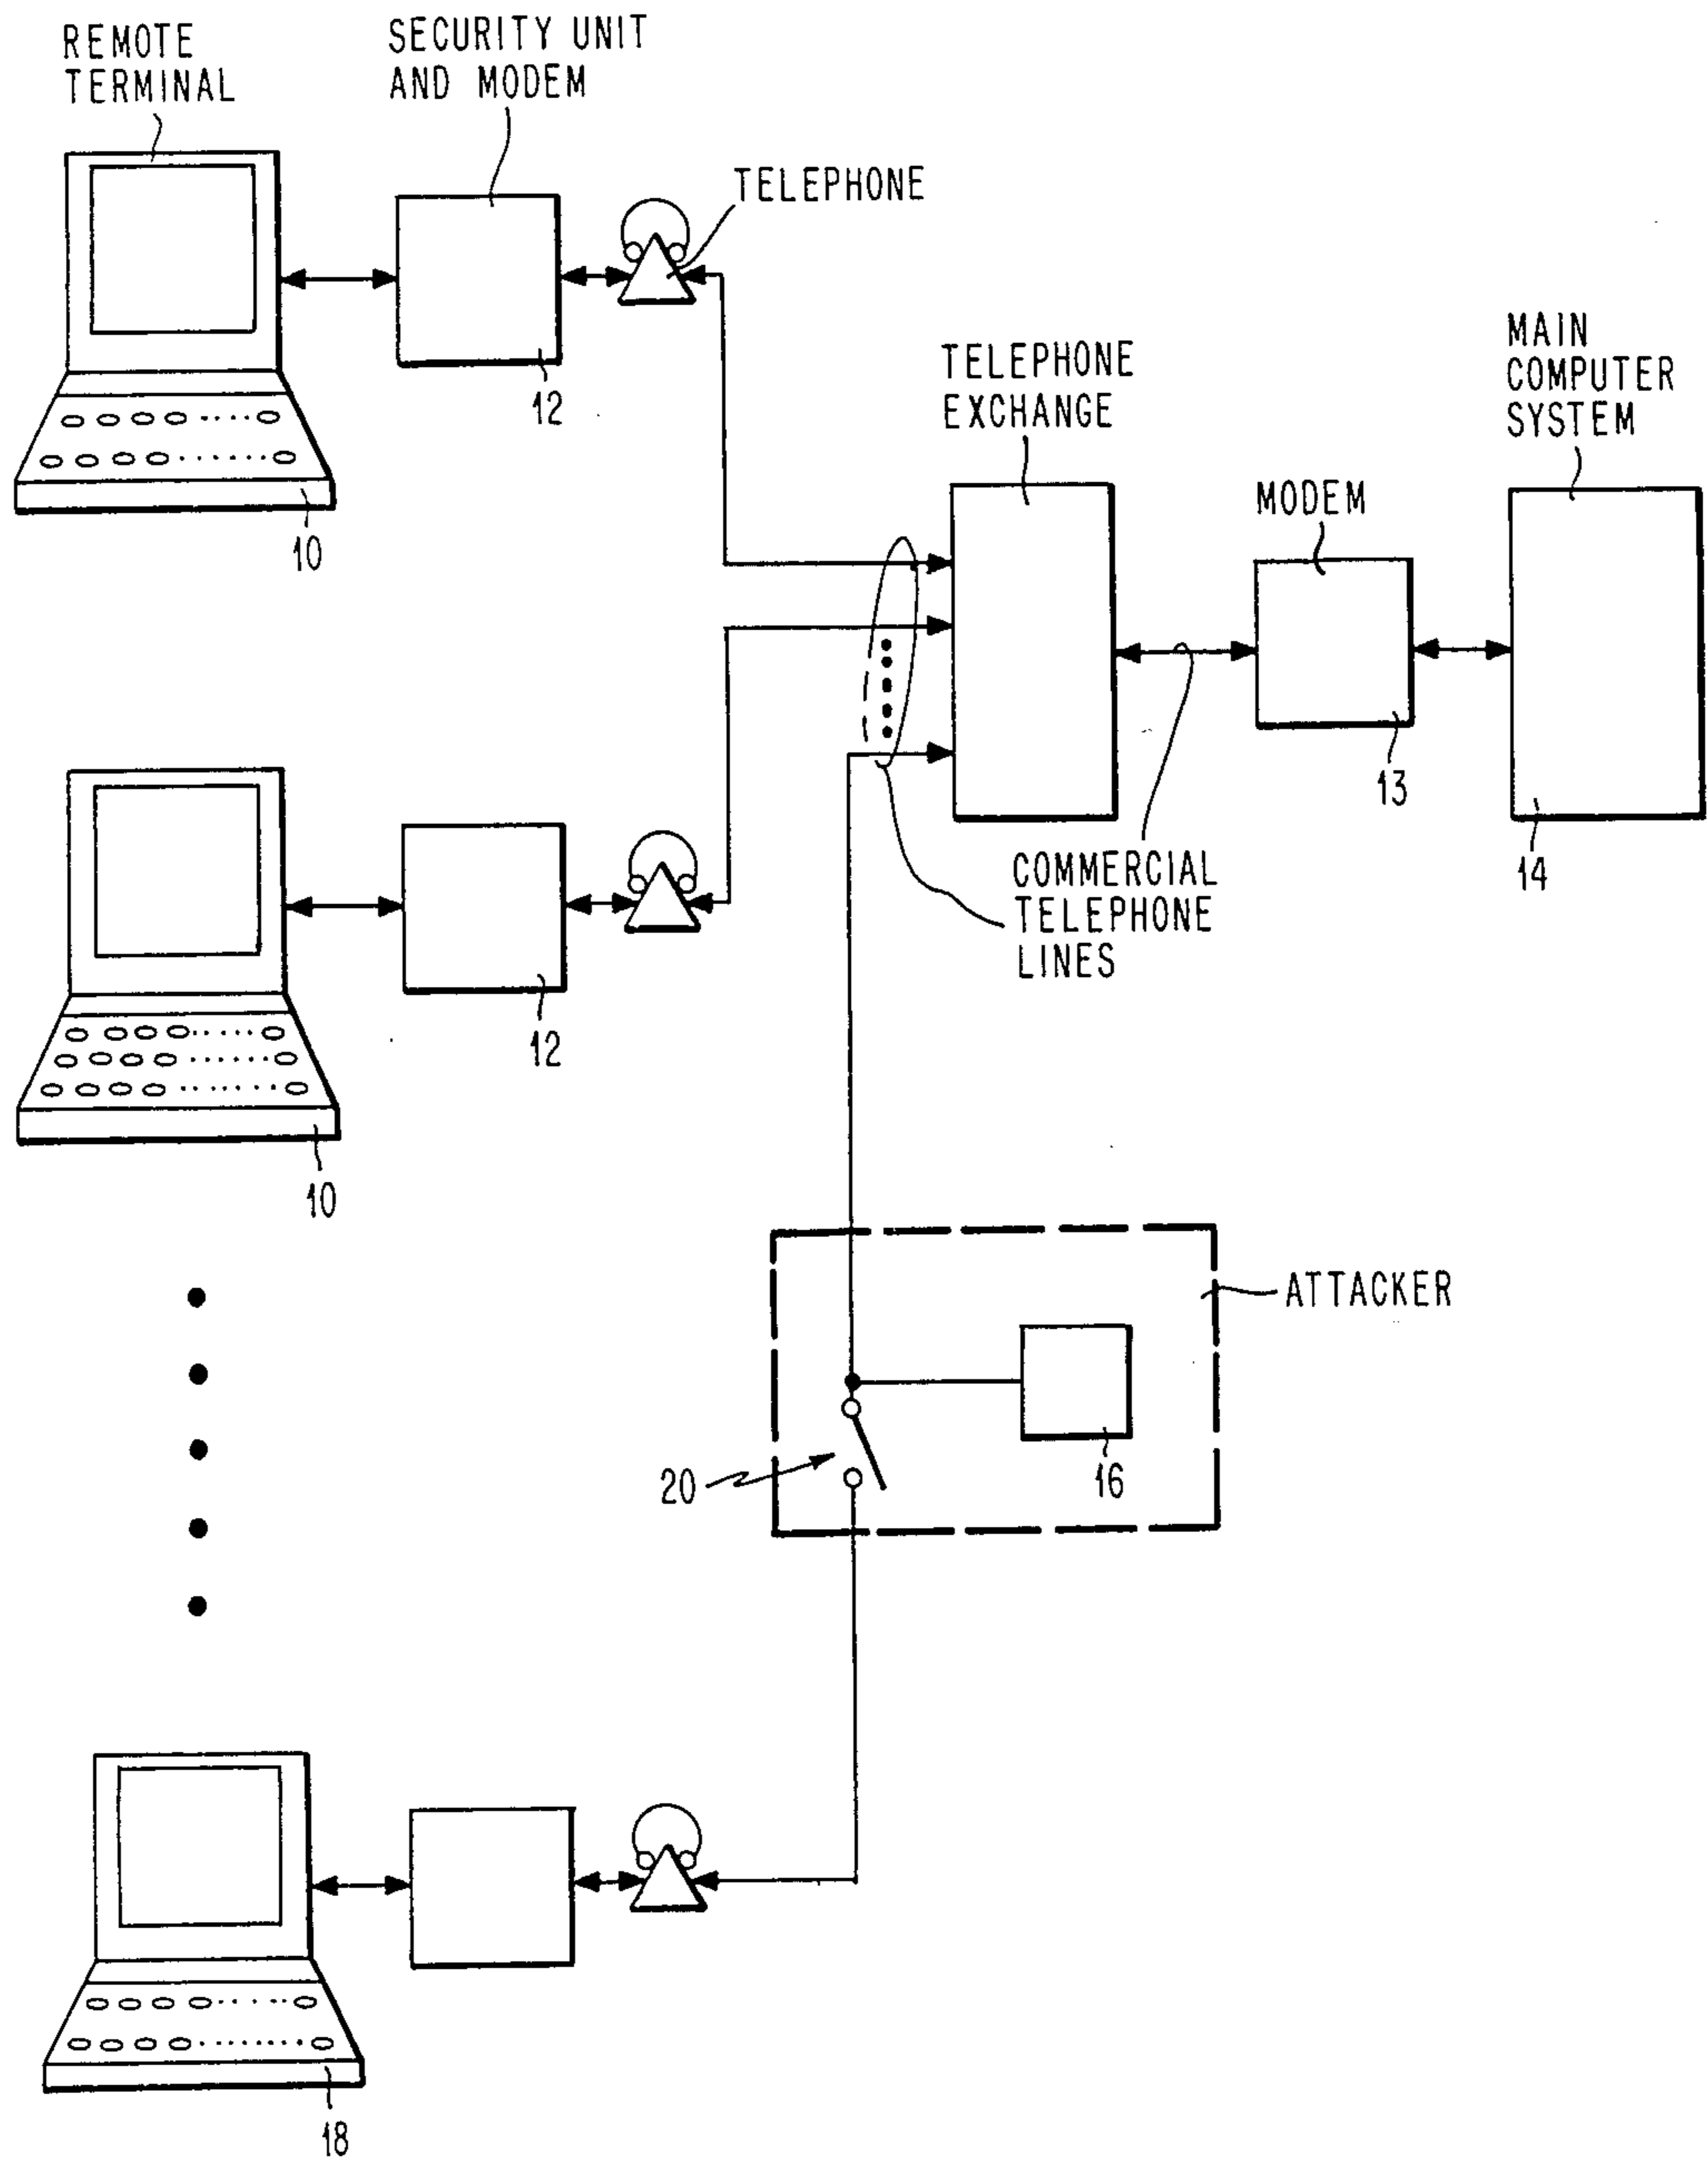 REMOTE
TERMINAL
SECURITY UNIT
AND MODEM
TELEPHONE
12
10
TELEPHONE
EXCHANGE
MODEM
MAIN
COMPUTER
SYSTEM
13
14
COMMERCIAL
TELEPHONE
LINES
12
10
ATTACKER
20
16
18